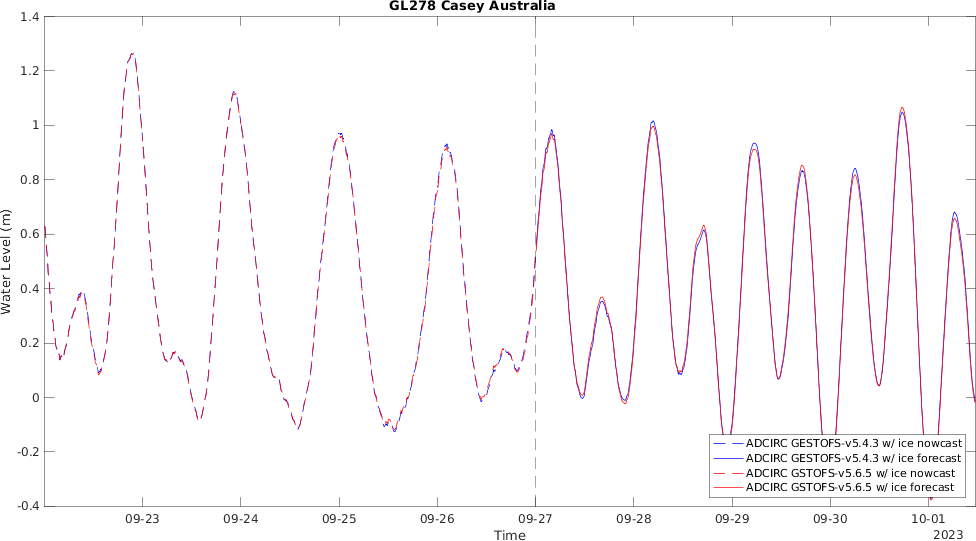 GL278 Casey Australia
1.4
1.2
1
0.8
0.6
0.4
0.2
0
-0.2
-0.4
Water Level (m)
ADCIRC GESTOFS-v5.4.3 w/ ice nowcast
ADCIRC GESTOFS-v5.4.3 w/ ice forecast
ADCIRC GSTOFS-v5.6.5 w/ ice nowcast
ADCIRC GSTOFS-v5.6.5 w/ ice forecast
09-23 09-24 09-25 09-26 09-27 09-28 09-29 09-30 10-01
Time
2023